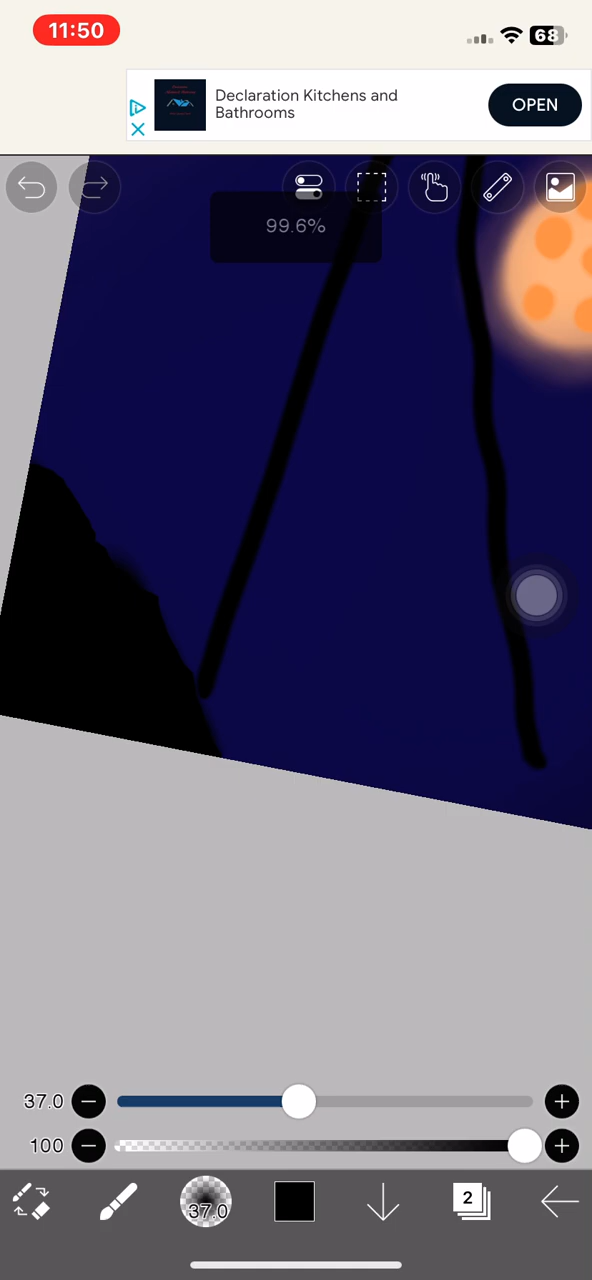 11:50
68
Declaration Kitchens and
Bathrooms
OPEN
99.6%
37.0
100
37.0
2